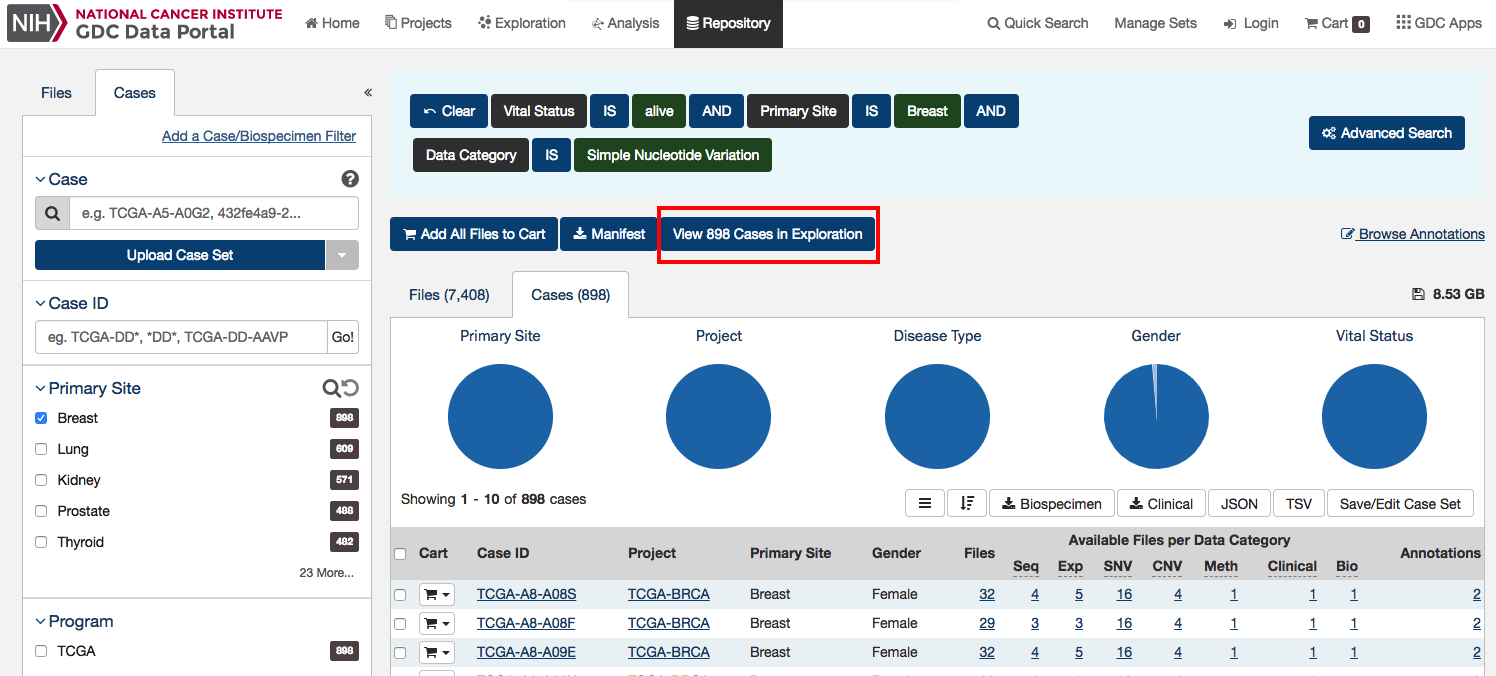 NIH NATIONAL CANCER INSTITUTE
GDC Data Portal
Home Projects Exploration Analysis Repository Quick Search Manage Sets Login Cart 0 GDC Apps
Files Cases «
Add a Case/Biospecimen Filter
Case ?
e.g. TCGA-A5-A0G2, 432fe4a9-2...
Upload Case Set
Case ID
eg. TCGA-DD*, *DD*, TCGA-DD-AAVP Go!
Primary Site
Breast 898
Lung 609
Kidney 571
Prostate 488
Thyroid 482
23 More...
Program
TCGA 898
Clear Vital Status IS alive AND Primary Site IS Breast AND
Data Category IS Simple Nucleotide Variation
Advanced Search
Add All Files to Cart Manifest View 898 Cases in Exploration Browse Annotations
Files (7,408) Cases (898) 8.53 GB
Primary Site Project Disease Type Gender Vital Status
Showing 1 - 10 of 898 cases Biospecimen Clinical JSON TSV Save/Edit Case Set
Cart Case ID Project Primary Site Gender Files Available Files per Data Category Annotations
Seq Exp SNV CNV Meth Clinical Bio
TCGA-A8-A08S TCGA-BRCA Breast Female 32 4 5 16 4 1 1 1 2
TCGA-A8-A08F TCGA-BRCA Breast Female 29 3 3 16 4 1 1 1 2
TCGA-A8-A09E TCGA-BRCA Breast Female 32 4 5 16 4 1 1 1 2